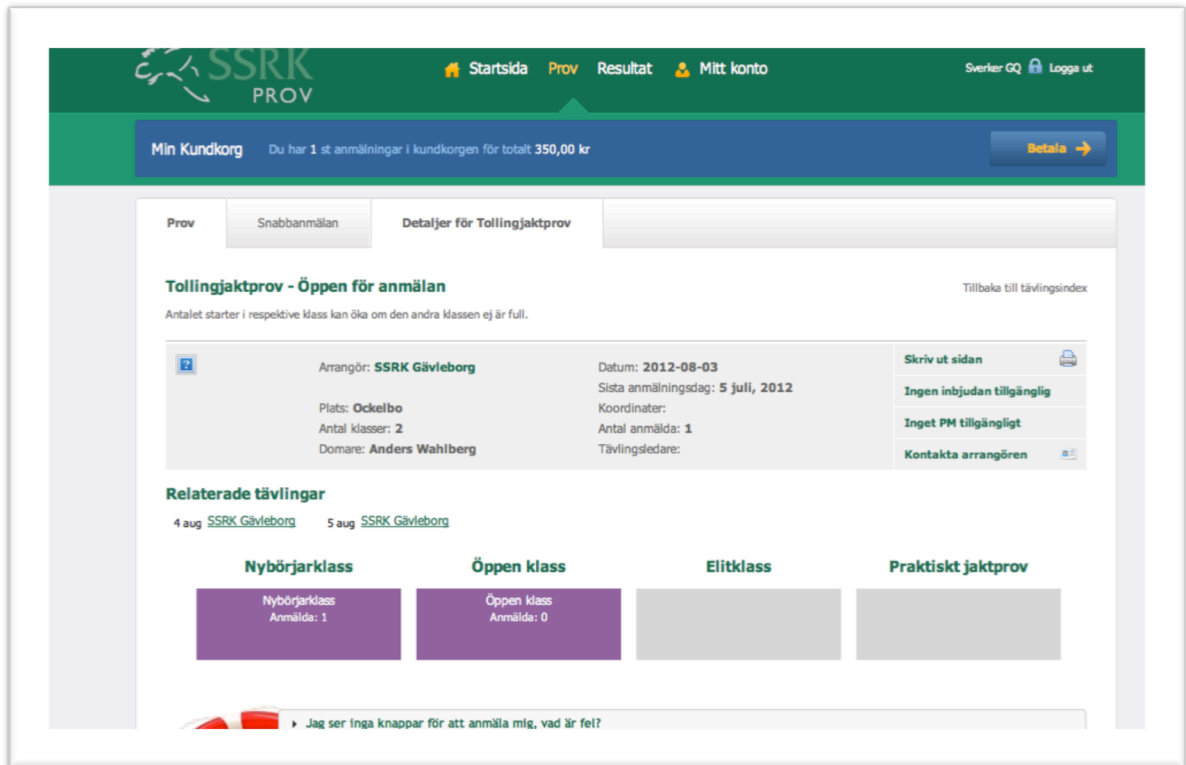 SSRK
PROV
Startsida Prov Resultat Mitt konto
Sverker GQ Logga ut
Min Kundkorg Du har 1 st anmälningar i kundkorgen för totalt 350,00 kr
Betala
Prov Snabbanmälan Detaljer för Tollingjaktprov
Tollingjaktprov - Öppen för anmälan
Tillbaka till tävlingsindex
Antalet starter i respektive klass kan öka om den andra klassen ej är full.
?
Arrangör: SSRK Gävleborg
Plats: Ockelbo
Antal klasser: 2
Domare: Anders Wahlberg
Datum: 2012-08-03
Sista anmälningsdag: 5 juli, 2012
Koordinater:
Antal anmälda: 1
Tävlingsledare:
Skriv ut sidan
Ingen inbjudan tillgänglig
Inget PM tillgängligt
Kontakta arrangören
Relaterade tävlingar
4 aug SSRK Gävleborg 5 aug SSRK Gävleborg
Nybörjarklass Öppen klass Elitklass Praktiskt jaktprov
Nybörjarklass
Anmälda: 1
Öppen klass
Anmälda: 0
Jag ser inga knappar för att anmäla mig, vad är fel?